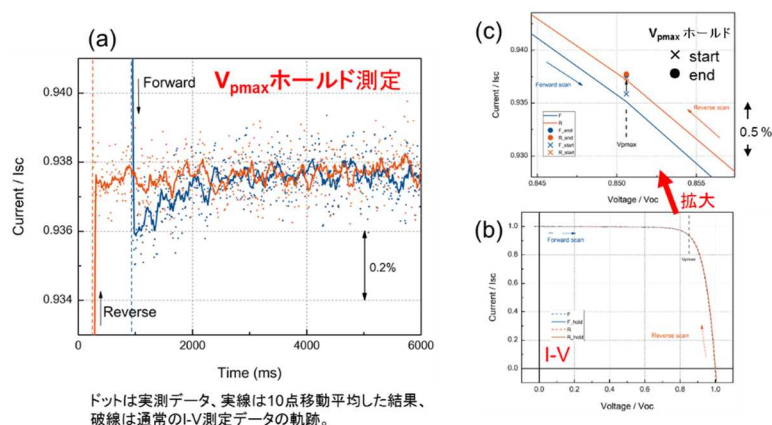 (a)
Vpmaxホールド測定
Forward
Reverse
0.2%
0.940
0.938
0.936
0.934
Current / Isc
0
2000
4000
6000
Time (ms)
ドットは実測データ、実線は10点移動平均した結果、
破線は通常のI-V測定データの軌跡。
(c)
Vpmax ホールド
× start
● end
Forward scan
Reverse scan
F
R
F_end
R_end
F_start
R_start
Vpmax
0.940
0.935
0.930
Current / Isc
0.845
0.850
0.855
Voltage / Voc
0.5 %
拡大
(b)
Forward scan
Vpmax
F
F_hold
R
R_hold
Reverse scan
I-V
1.0
0.8
0.6
0.4
0.2
0.0
Current / Isc
0.0
0.2
0.4
0.6
0.8
1.0
Voltage / Voc